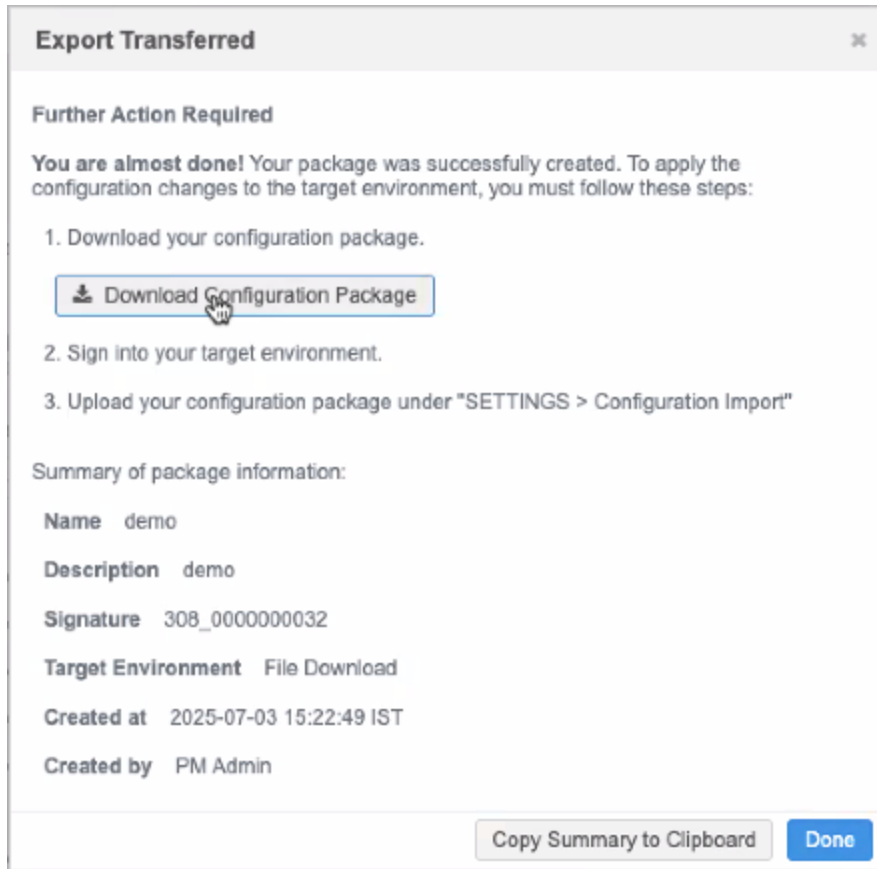 Export Transferred
Further Action Required
You are almost done! Your package was successfully created. To apply the
configuration changes to the target environment, you must follow these steps:
1. Download your configuration package.
Download Configuration Package
2. Sign into your target environment.
3. Upload your configuration package under "SETTINGS > Configuration Import"
Summary of package information:
Name demo
Description demo
Signature 308_0000000032
Target Environment File Download
Created at 2025-07-03 15:22:49 IST
Created by PM Admin
Copy Summary to Clipboard Done